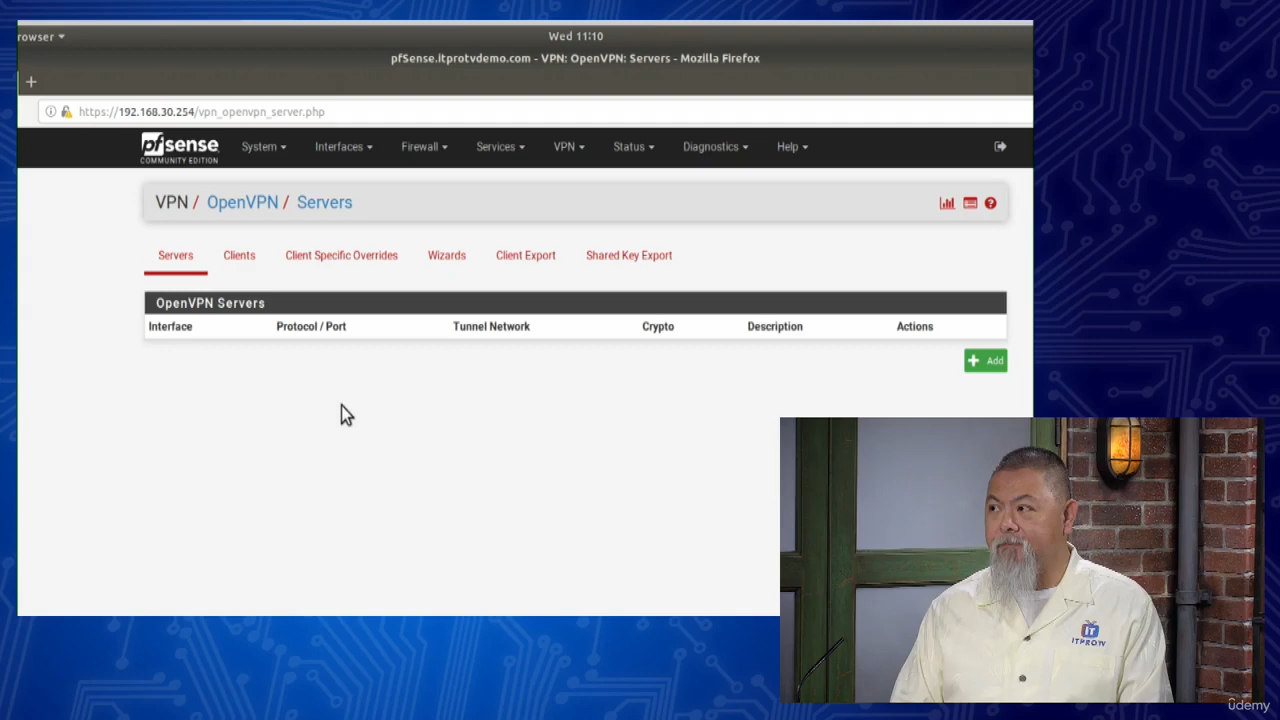 rowser
Wed 11:10
pfSense.itprotvdemo.com - VPN: OpenVPN: Servers - Mozilla Firefox
+
https://192.168.30.254/vpn_openvpn_server.php
pfsense
COMMUNITY EDITION
System Interfaces Firewall Services VPN Status Diagnostics Help
VPN / OpenVPN / Servers
Servers Clients Client Specific Overrides Wizards Client Export Shared Key Export
OpenVPN Servers
Interface Protocol / Port Tunnel Network Crypto Description Actions
+ Add
IT
ITPROTV
ûdemy